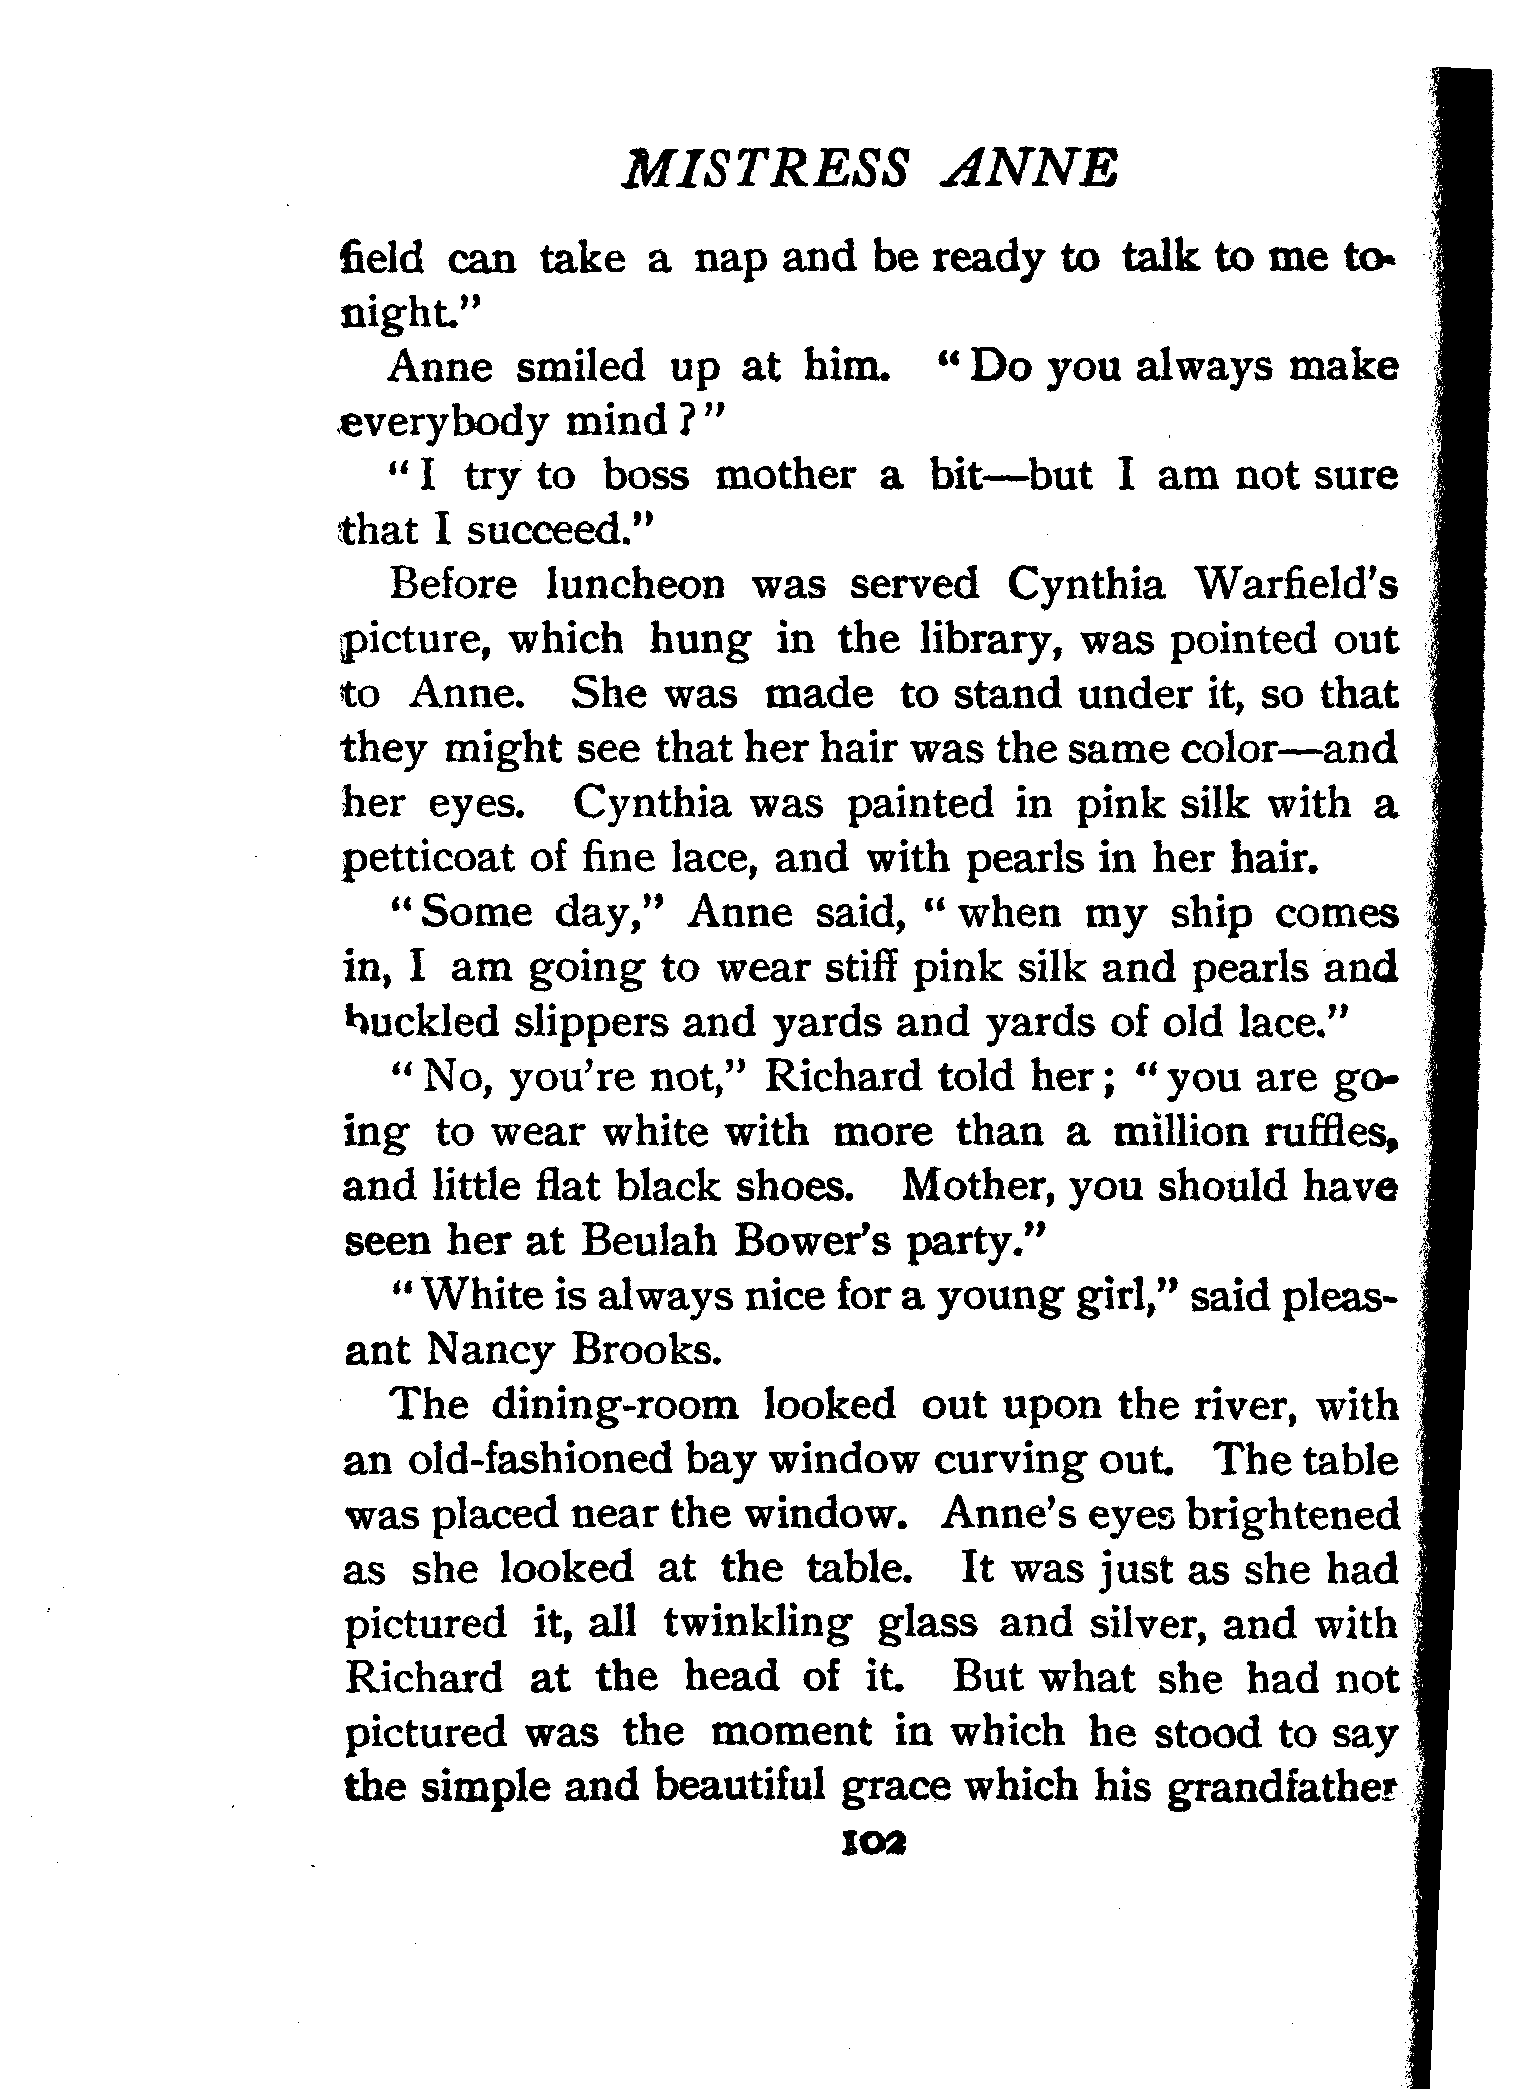 MISTRESS ANNE
field can take a nap and be ready to talk to me to-
night."
Anne smiled up at him. "Do you always make
everybody mind?"
"I try to boss mother a bit—but I am not sure
that I succeed."
Before luncheon was served Cynthia Warfield's
picture, which hung in the library, was pointed out
to Anne. She was made to stand under it, so that
they might see that her hair was the same color—and
her eyes. Cynthia was painted in pink silk with a
petticoat of fine lace, and with pearls in her hair.
"Some day," Anne said, "when my ship comes
in, I am going to wear stiff pink silk and pearls and
buckled slippers and yards and yards of old lace."
"No, you're not," Richard told her; "you are go-
ing to wear white with more than a million ruffles,
and little flat black shoes. Mother, you should have
seen her at Beulah Bower's party."
"White is always nice for a young girl," said pleas-
ant Nancy Brooks.
The dining-room looked out upon the river, with
an old-fashioned bay window curving out. The table
was placed near the window. Anne's eyes brightened
as she looked at the table. It was just as she had
pictured it, all twinkling glass and silver, and with
Richard at the head of it. But what she had not
pictured was the moment in which he stood to say
the simple and beautiful grace which his grandfather
102